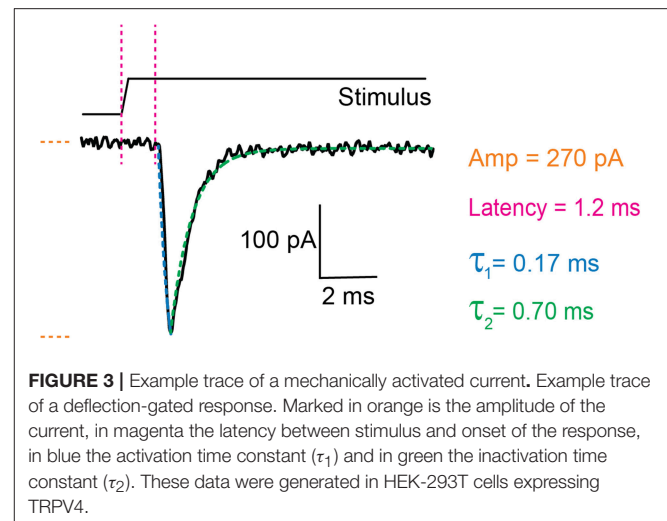 Stimulus
Amp = 270 pA
Latency = 1.2 ms
100 pA
τ1= 0.17 ms
2 ms
τ2= 0.70 ms
FIGURE 3 | Example trace of a mechanically activated current. Example trace
of a deflection-gated response. Marked in orange is the amplitude of the
current, in magenta the latency between stimulus and onset of the response,
in blue the activation time constant (τ1) and in green the inactivation time
constant (τ2). These data were generated in HEK-293T cells expressing
TRPV4.